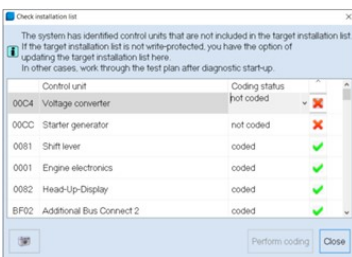 Check installation list
The system has identified control units that are not included in the target installation list.
If the target installation list is not write-protected, you have the option of
updating the target installation list here.
In other cases, work through the test plan after diagnostic start-up.
Control unit Coding status
00C4 Voltage converter not coded
00CC Starter generator not coded
0081 Shift lever coded
0001 Engine electronics coded
0082 Head-Up-Display coded
BF02 Additional Bus Connect 2 coded
Perform coding Close